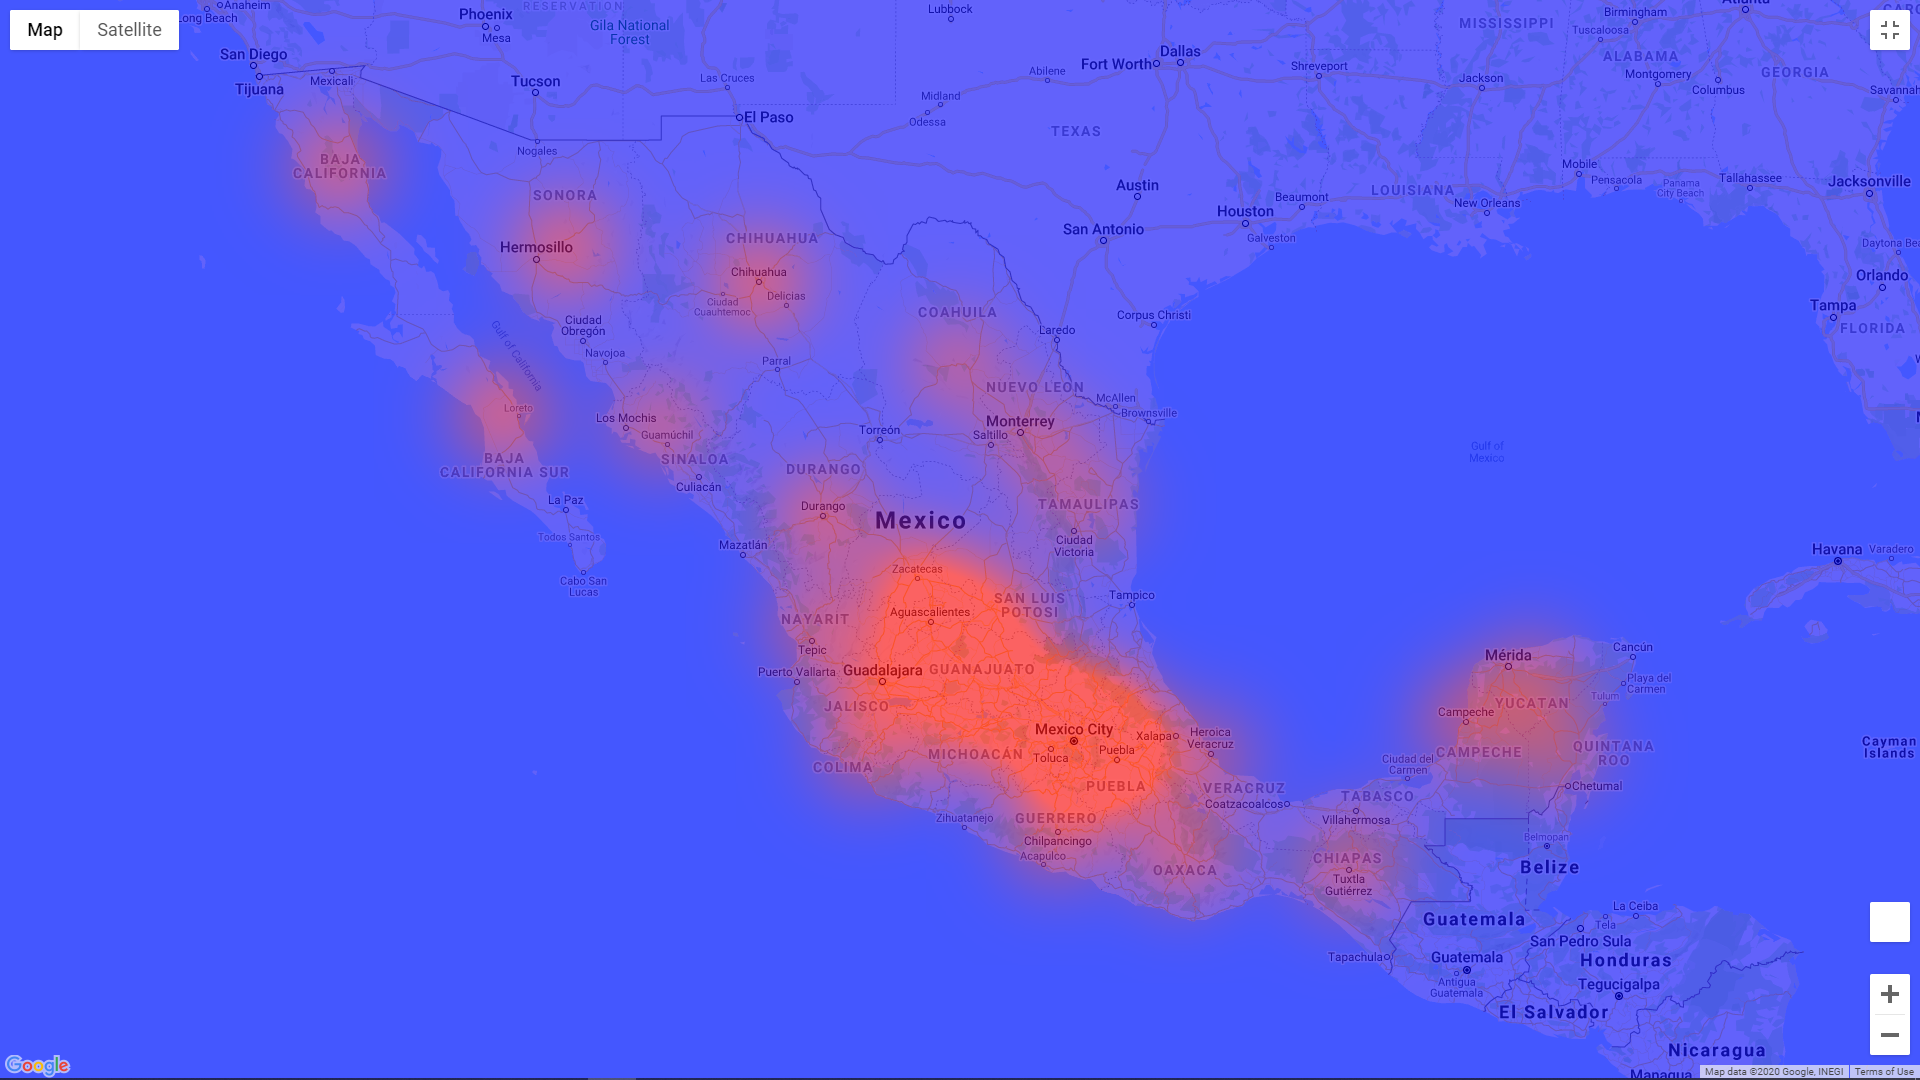 Map
Satellite
Anaheim
Long Beach
San Diego
Tijuana
Mexicali
Phoenix
Mesa
RESERVATION
Gila National
Forest
Tucson
Las Cruces
El Paso
Nogales
Lubbock
Abilene
Midland
Odessa
Fort Worth
Dallas
TEXAS
Austin
San Antonio
Houston
Beaumont
Galveston
Shreveport
Jackson
MISSISSIPPI
LOUISIANA
New Orleans
Birmingham
Tuscaloosa
ALABAMA
Montgomery
Columbus
GEORGIA
Atlanta
Savannah
Mobile
Pensacola
Panama
City Beach
Tallahassee
Jacksonville
Daytona Bea
Orlando
Tampa
FLORIDA
BAJA
CALIFORNIA
SONORA
Hermosillo
CHIHUAHUA
Chihuahua
Delicias
Ciudad
Cuauhtemoc
Ciudad
Obregón
Navojoa
Parral
COAHUILA
Laredo
Corpus Christi
Gulf of California
Loreto
Los Mochis
Guamúchil
SINALOA
Culiacán
BAJA
CALIFORNIA SUR
La Paz
Todos Santos
Cabo San
Lucas
Torreón
NUEVO LEON
Monterrey
Saltillo
McAllen
Brownsville
DURANGO
Durango
Mexico
Mazatlán
TAMAULIPAS
Ciudad
Victoria
Gulf of
Mexico
Zacatecas
Aguascalientes
SAN LUIS
POTOSI
Tampico
NAYARIT
Tepic
Puerto Vallarta
Guadalajara
GUANAJUATO
JALISCO
COLIMA
MICHOACÁN
Mexico City
Toluca
Puebla
Xalapa
Heroica
Veracruz
PUEBLA
VERACRUZ
Coatzacoalcos
GUERRERO
Zihuatanejo
Chilpancingo
Acapulco
OAXACA
TABASCO
Villahermosa
Ciudad del
Carmen
CHIAPAS
Tuxtla
Gutiérrez
Tapachula
Mérida
Cancún
Playa del
Carmen
Tulum
YUCATAN
Campeche
CAMPECHE
QUINTANA
ROO
Chetumal
Belmopan
Belize
Havana
Varadero
Cayman
Islands
Guatemala
Guatemala
Antigua
Guatemala
La Ceiba
Tela
San Pedro Sula
Honduras
Tegucigalpa
El Salvador
Nicaragua
Managua
Google
Map data ©2020 Google, INEGI
Terms of Use